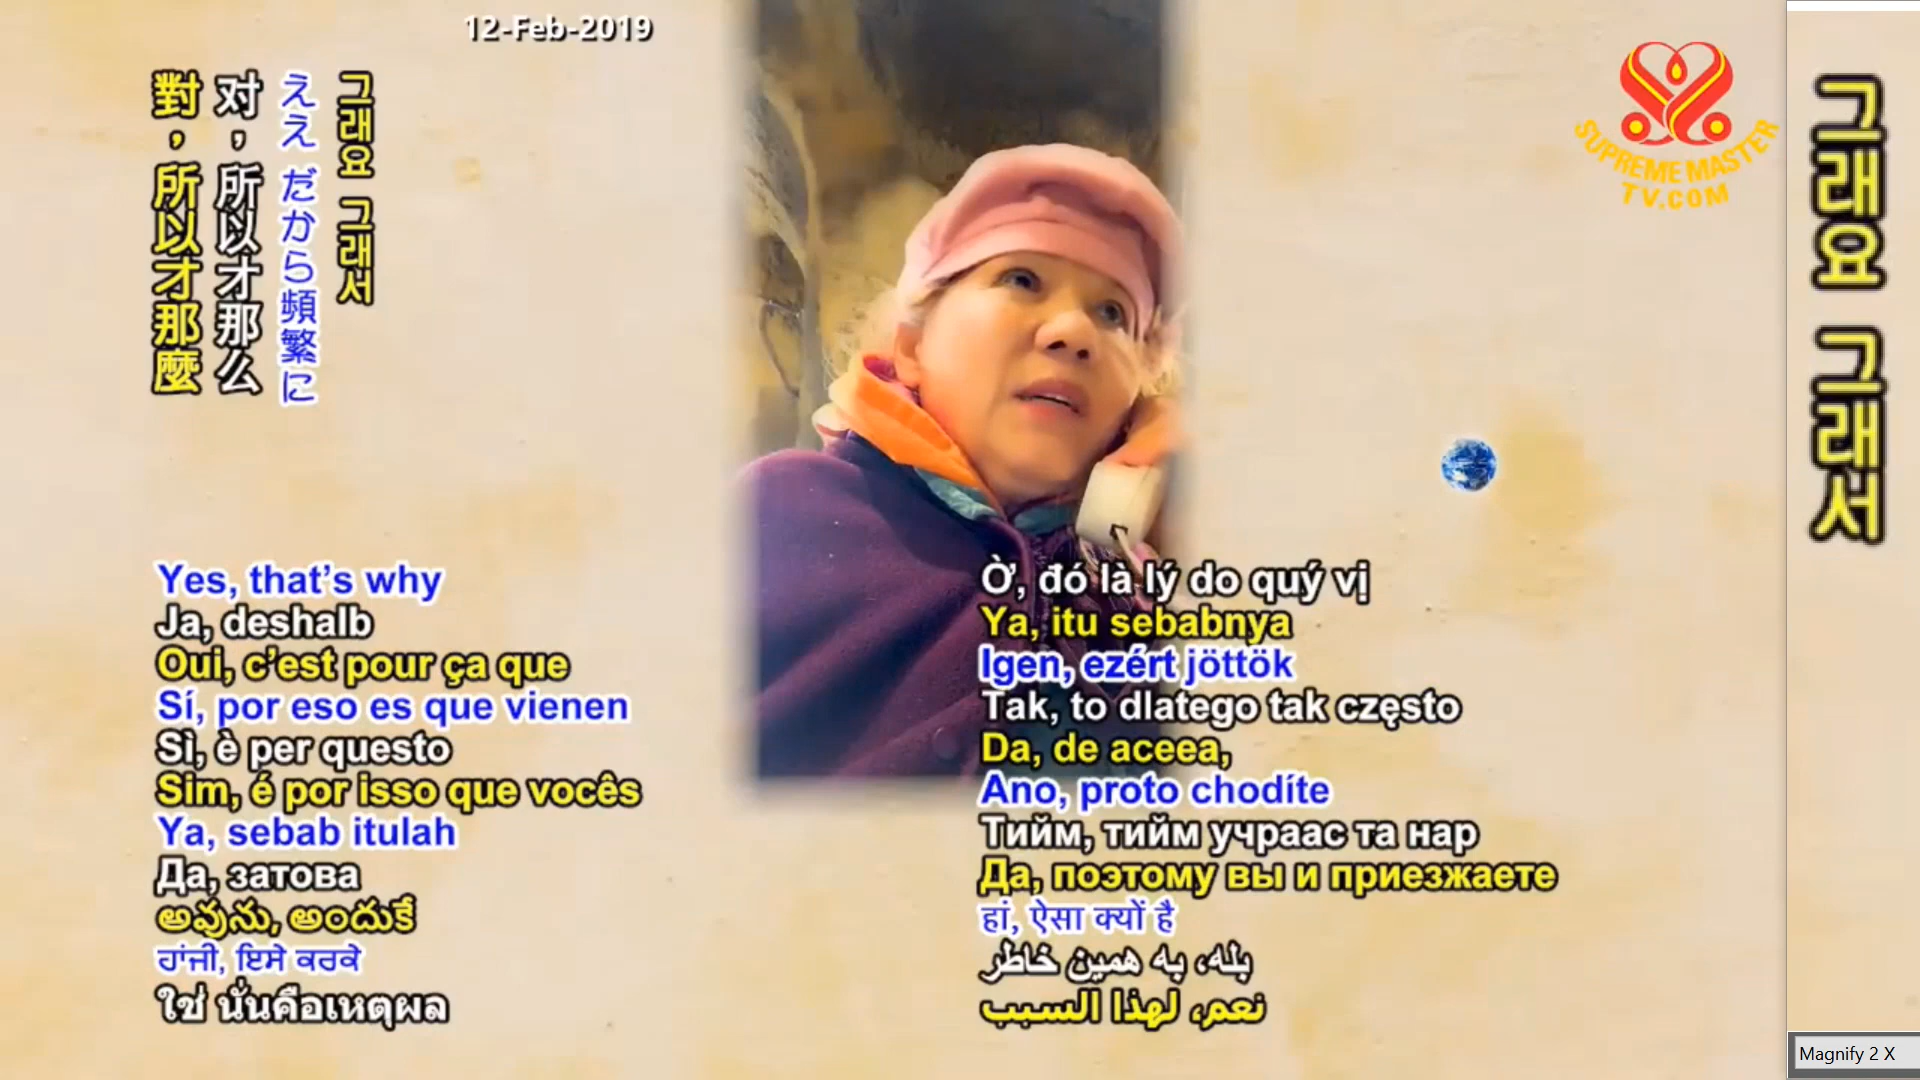 12-Feb-2019
SUPREME MASTER
TV.COM
그래요 그래서
ええ だから頻繁に
对，所以才那么
對，所以才那麼
그래요 그래서
Yes, that’s why
Ja, deshalb
Oui, c’est pour ça que
Sí, por eso es que vienen
Sì, è per questo
Sim, é por isso que vocês
Ya, sebab itulah
Да, затова
అవును, అందుకే
ਹਾਂਜੀ, ਇਸੇ ਕਰਕੇ
ใช่ นั่นคือเหตุผล
Ờ, đó là lý do quý vị
Ya, itu sebabnya
Igen, ezért jöttök
Tak, to dlatego tak często
Da, de aceea,
Ano, proto chodíte
Тийм, тийм учраас та нар
Да, поэтому вы и приезжаете
हां, ऐसा क्यों है
بله، به همین خاطر
نعم، لهذا السبب
Magnify 2 X